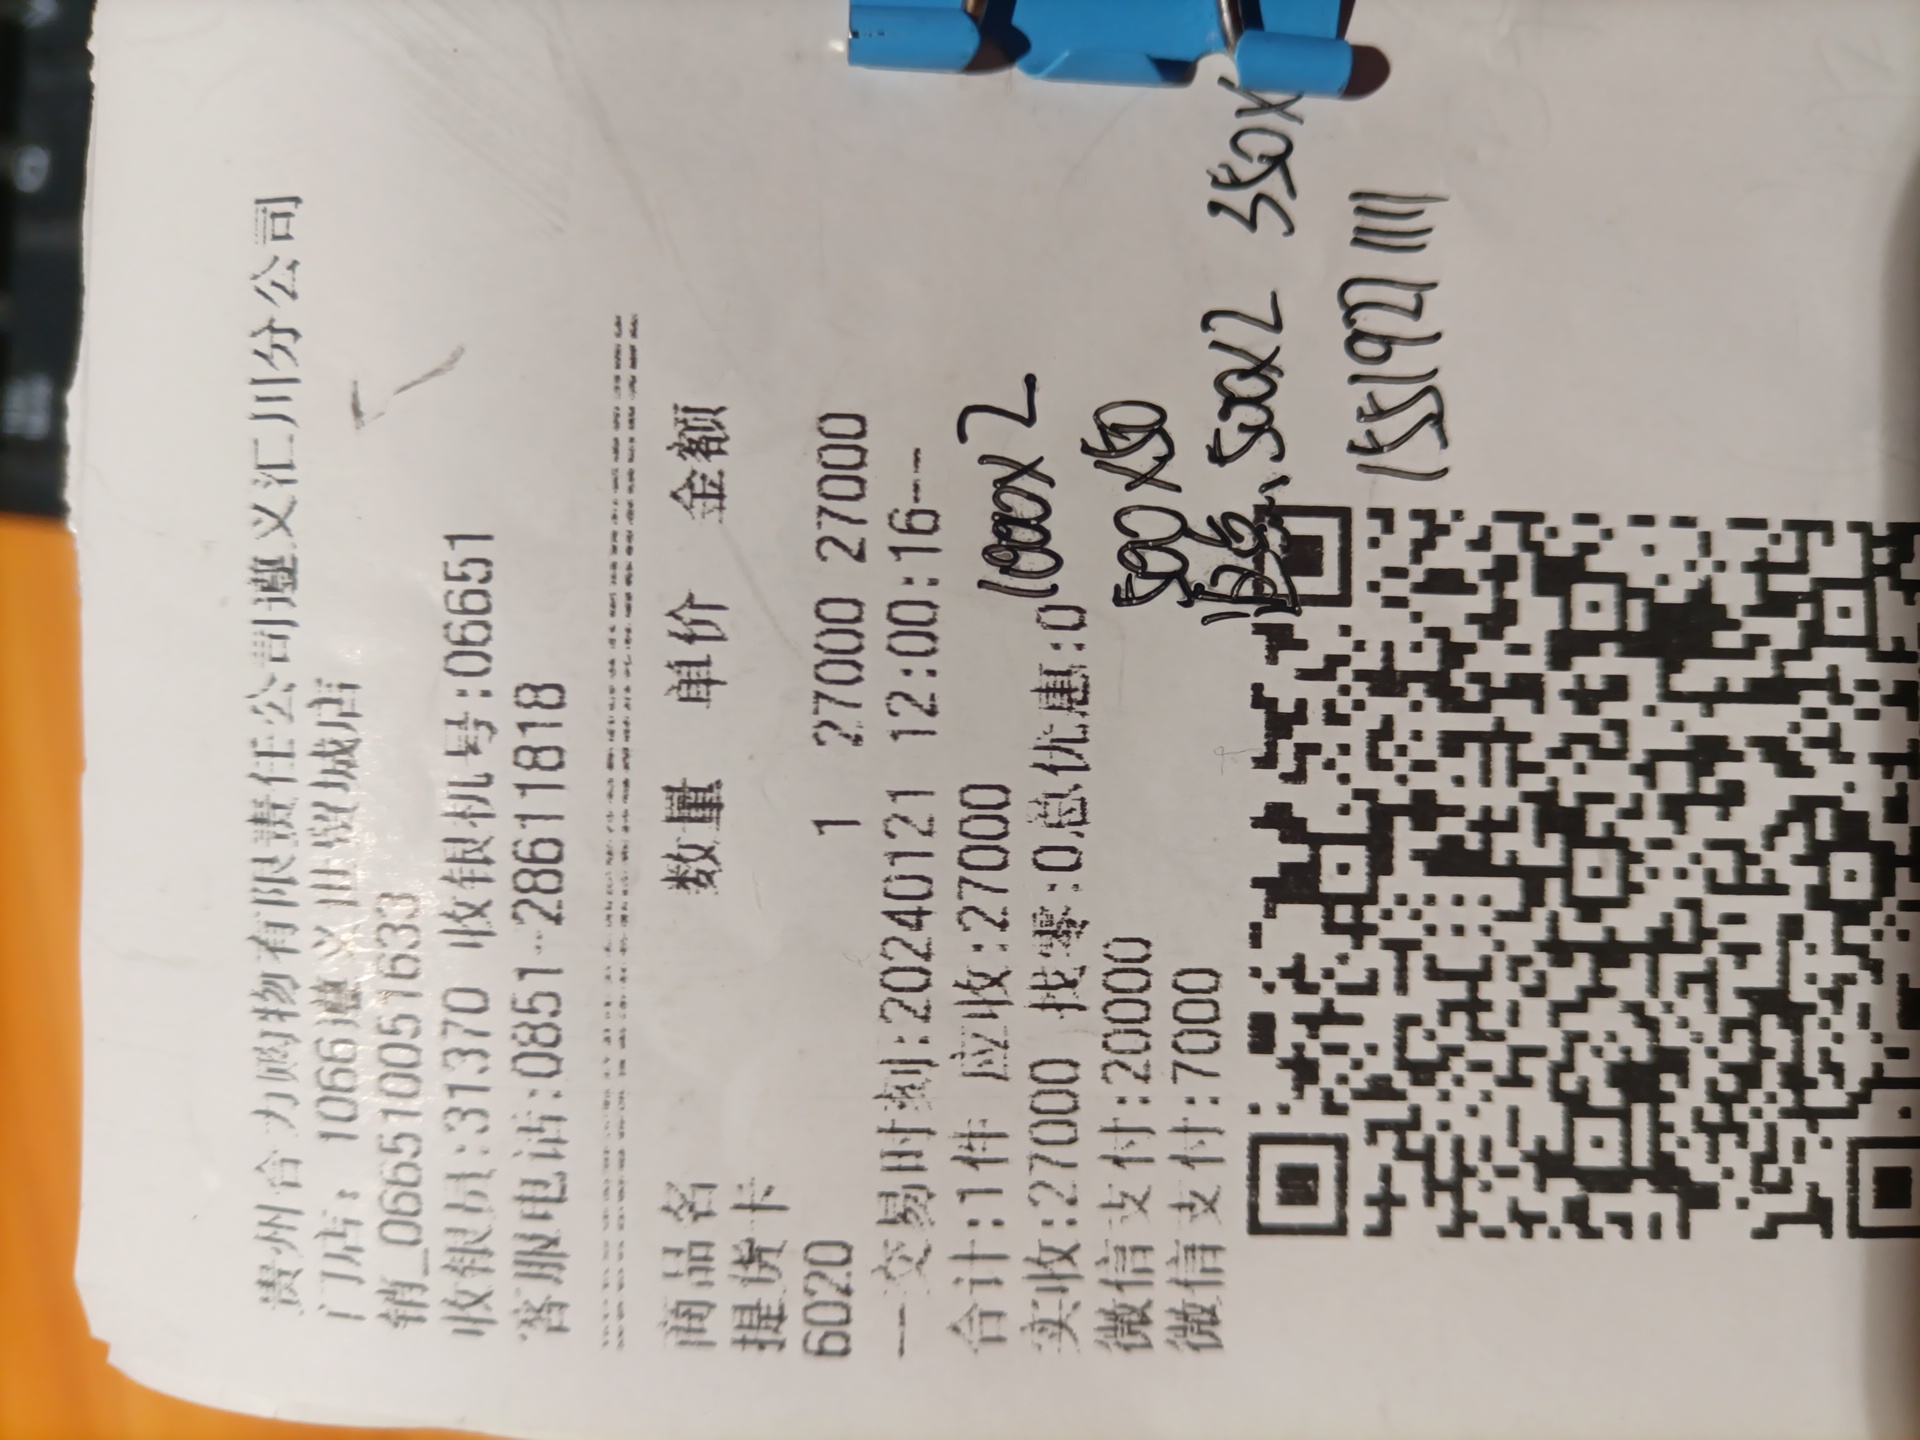 贵州合力购物有限责任公司遵义汇川分公司
门店：1066遵义世贸城店
销_066510051633
收银员:31370 收银机号:06651
客服电话:0851-28611818
商品名 数量 单价 金额
提货卡
6020 1 27000 27000
—交易时间:20240121 12:00:16---
合计:1件 应收:27000
实收:27000 找零:0总优惠:0
微信支付:20000
微信支付:7000
1000X2
500X50
500X2 550X